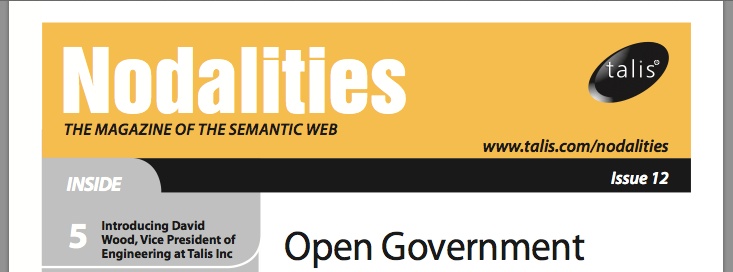 Nodalities
talis®
THE MAGAZINE OF THE SEMANTIC WEB
www.talis.com/nodalities
INSIDE
Issue 12
5
Introducing David
Wood, Vice President of
Engineering at Talis Inc
Open Government